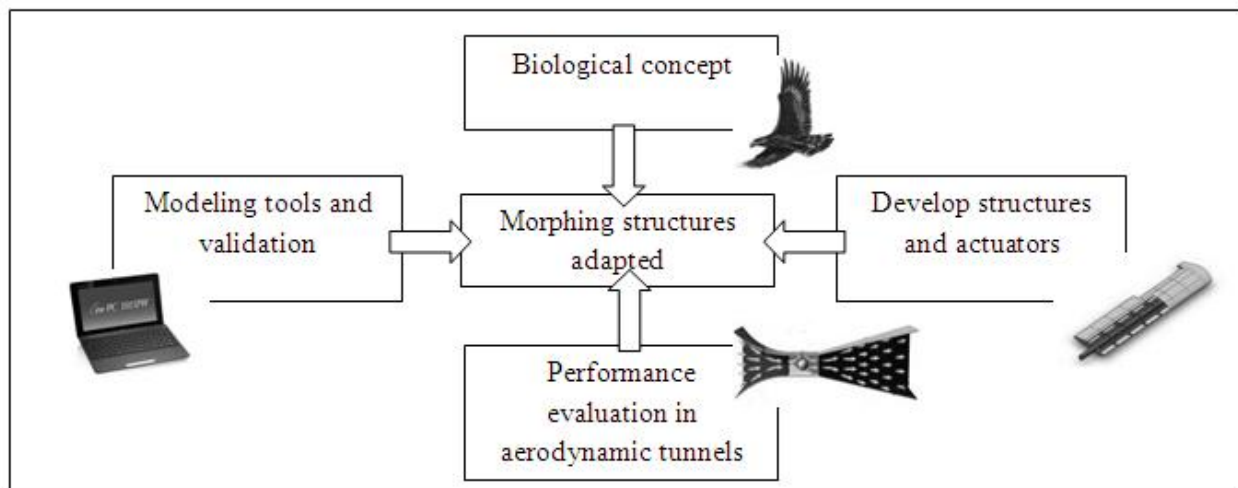 Biological concept
Modeling tools and
validation
Morphing structures
adapted
Develop structures
and actuators
Performance
evaluation in
aerodynamic tunnels